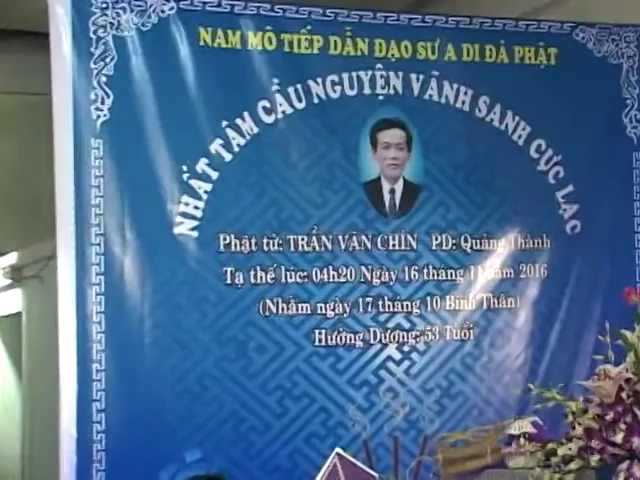 NAM MÔ TIẾP DẪN ĐẠO SƯ A DI ĐÀ PHẬT
NHẤT TÂM CẦU NGUYỆN VÃNH SANH CỰC LẠC
Phật tử: TRẦN VĂN CHÍN PD: Quảng Thành
Tạ thế lúc: 04h20 Ngày 16 tháng 11 năm 2016
(Nhằm ngày 17 tháng 10 Bính Thân)
Hưởng Dương: 53 Tuổi